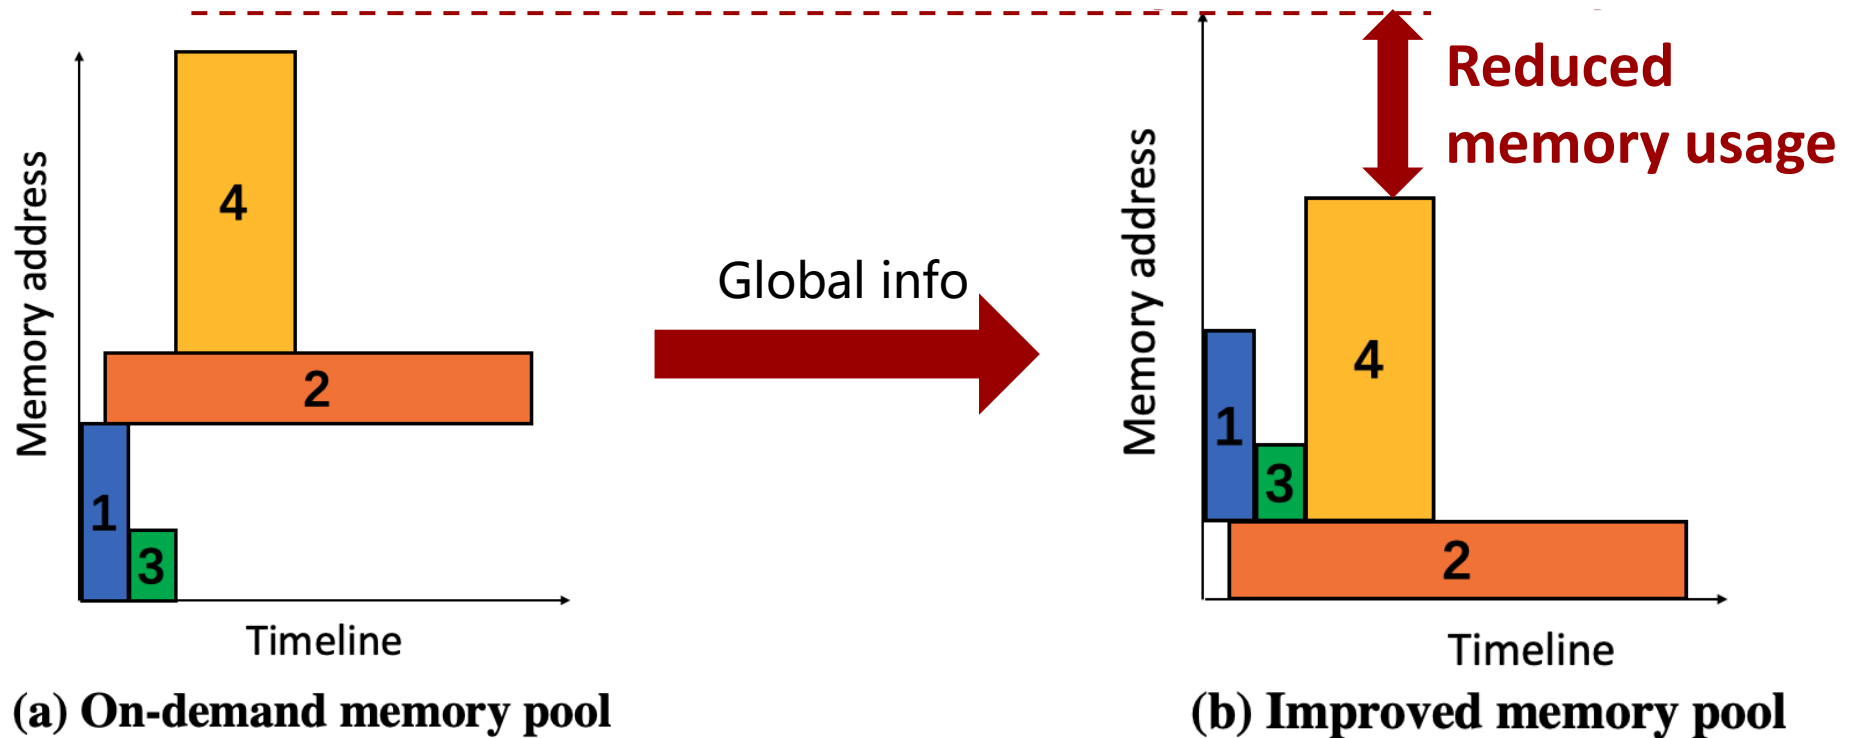 Memory address
4
2
1
3
Timeline
(a) On-demand memory pool
Global info
Reduced
memory usage
Memory address
4
1
3
2
Timeline
(b) Improved memory pool